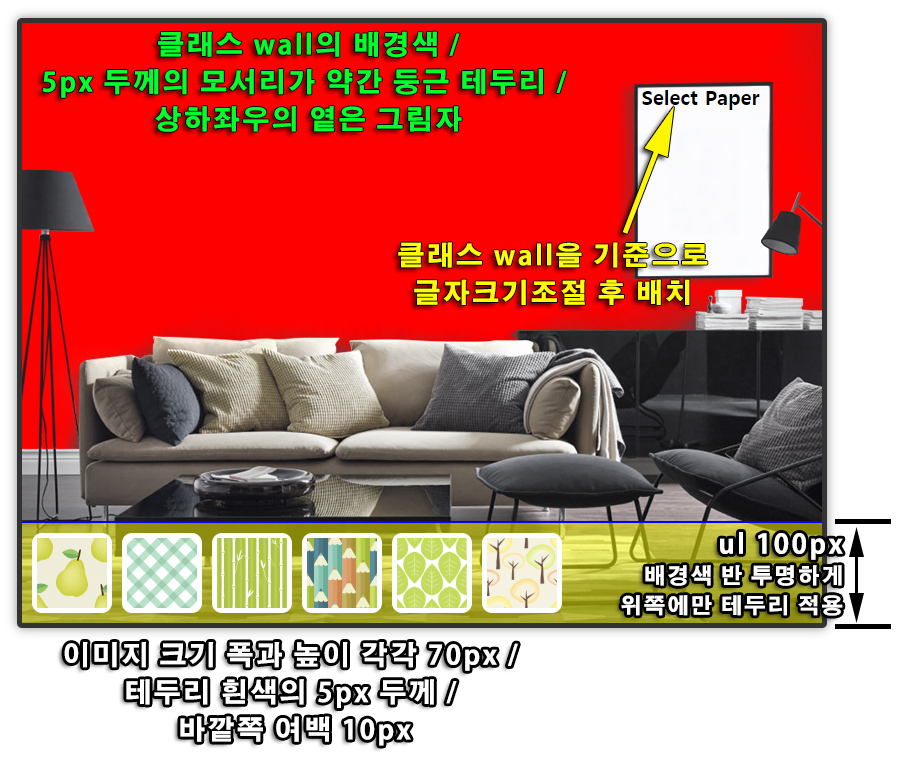 클래스 wall의 배경색 /
5px 두께의 모서리가 약간 둥근 테두리 /
상하좌우의 옅은 그림자
Select Paper
클래스 wall을 기준으로
글자크기조절 후 배치
ul 100px
배경색 반 투명하게
위쪽에만 테두리 적용
이미지 크기 폭과 높이 각각 70px /
테두리 흰색의 5px 두께 /
바깥쪽 여백 10px